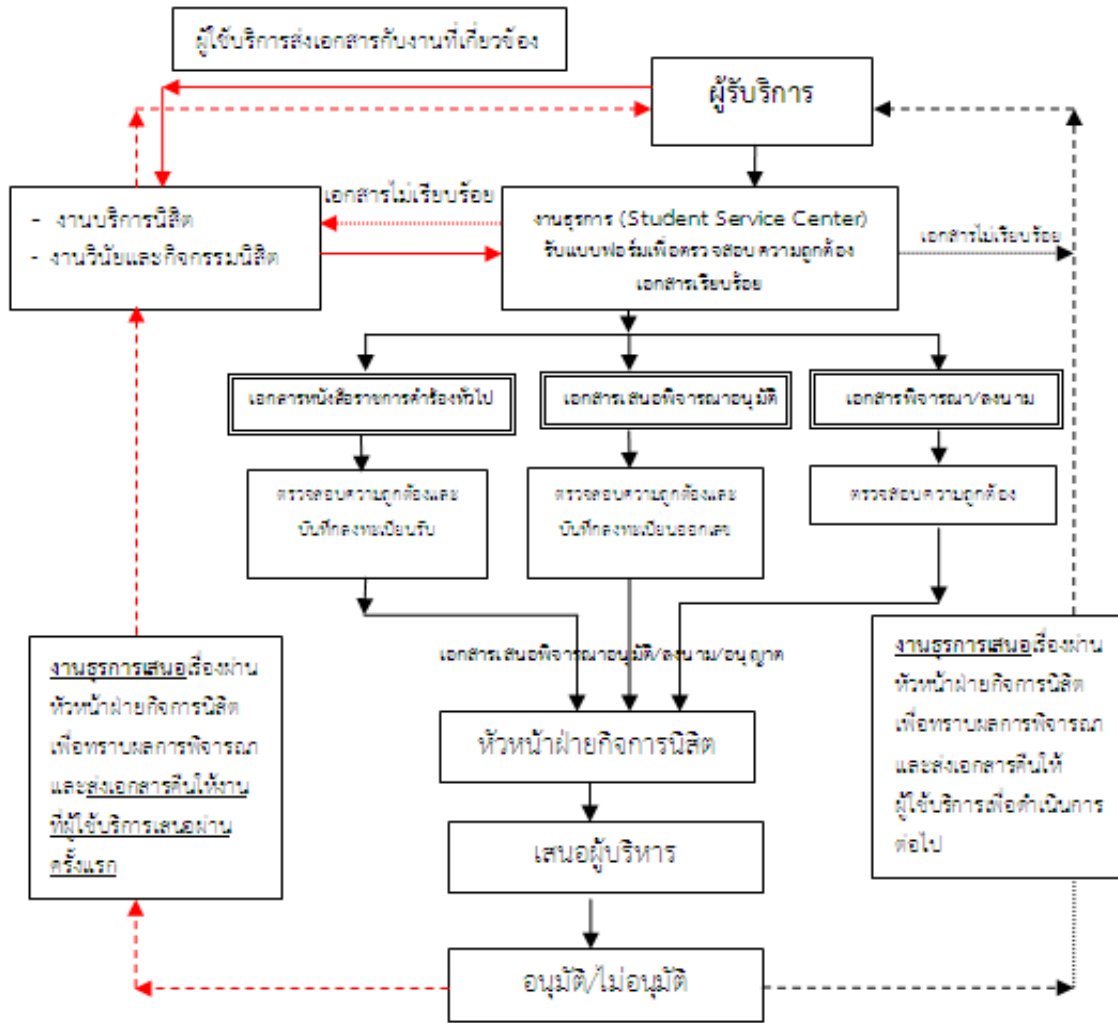 ผู้ใช้บริการส่งเอกสารกับงานที่เกี่ยวข้อง
ผู้รับบริการ
- งานบริการนิสิต
- งานวินัยและกิจกรรมนิสิต
เอกสารไม่เรียบร้อย
งานธุรการ (Student Service Center)
รับแบบฟอร์มเพื่อตรวจสอบความถูกต้อง
เอกสารเรียบร้อย
เอกสารไม่เรียบร้อย
เอกสารหนังสือราชการคำร้องทั่วไป
เอกสารเสนอพิจารณาอนุมัติ
เอกสารพิจารณา/ลงนาม
ตรวจสอบความถูกต้องและ
บันทึกลงทะเบียนรับ
ตรวจสอบความถูกต้องและ
บันทึกลงทะเบียนออกเลข
ตรวจสอบความถูกต้อง
เอกสารเสนอพิจารณาอนุมัติ/ลงนาม/อนุญาต
งานธุรการเสนอเรื่องผ่าน
หัวหน้าฝ่ายกิจการนิสิต
เพื่อทราบผลการพิจารณ
และส่งเอกสารคืนให้งาน
ที่ผู้ใช้บริการเสนอผ่าน
ครั้งแรก
งานธุรการเสนอเรื่องผ่าน
หัวหน้าฝ่ายกิจการนิสิต
เพื่อทราบผลการพิจารณ
และส่งเอกสารคืนให้
ผู้ใช้บริการเพื่อดำเนินการ
ต่อไป
หัวหน้าฝ่ายกิจการนิสิต
เสนอผู้บริหาร
อนุมัติ/ไม่อนุมัติ